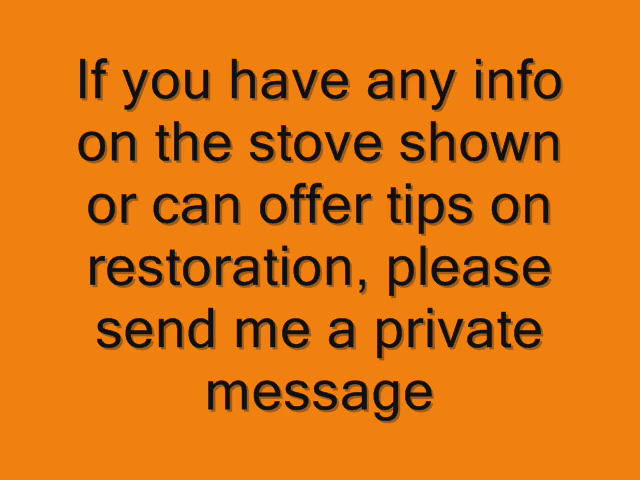 If you have any info
on the stove shown
or can offer tips on
restoration, please
send me a private
message